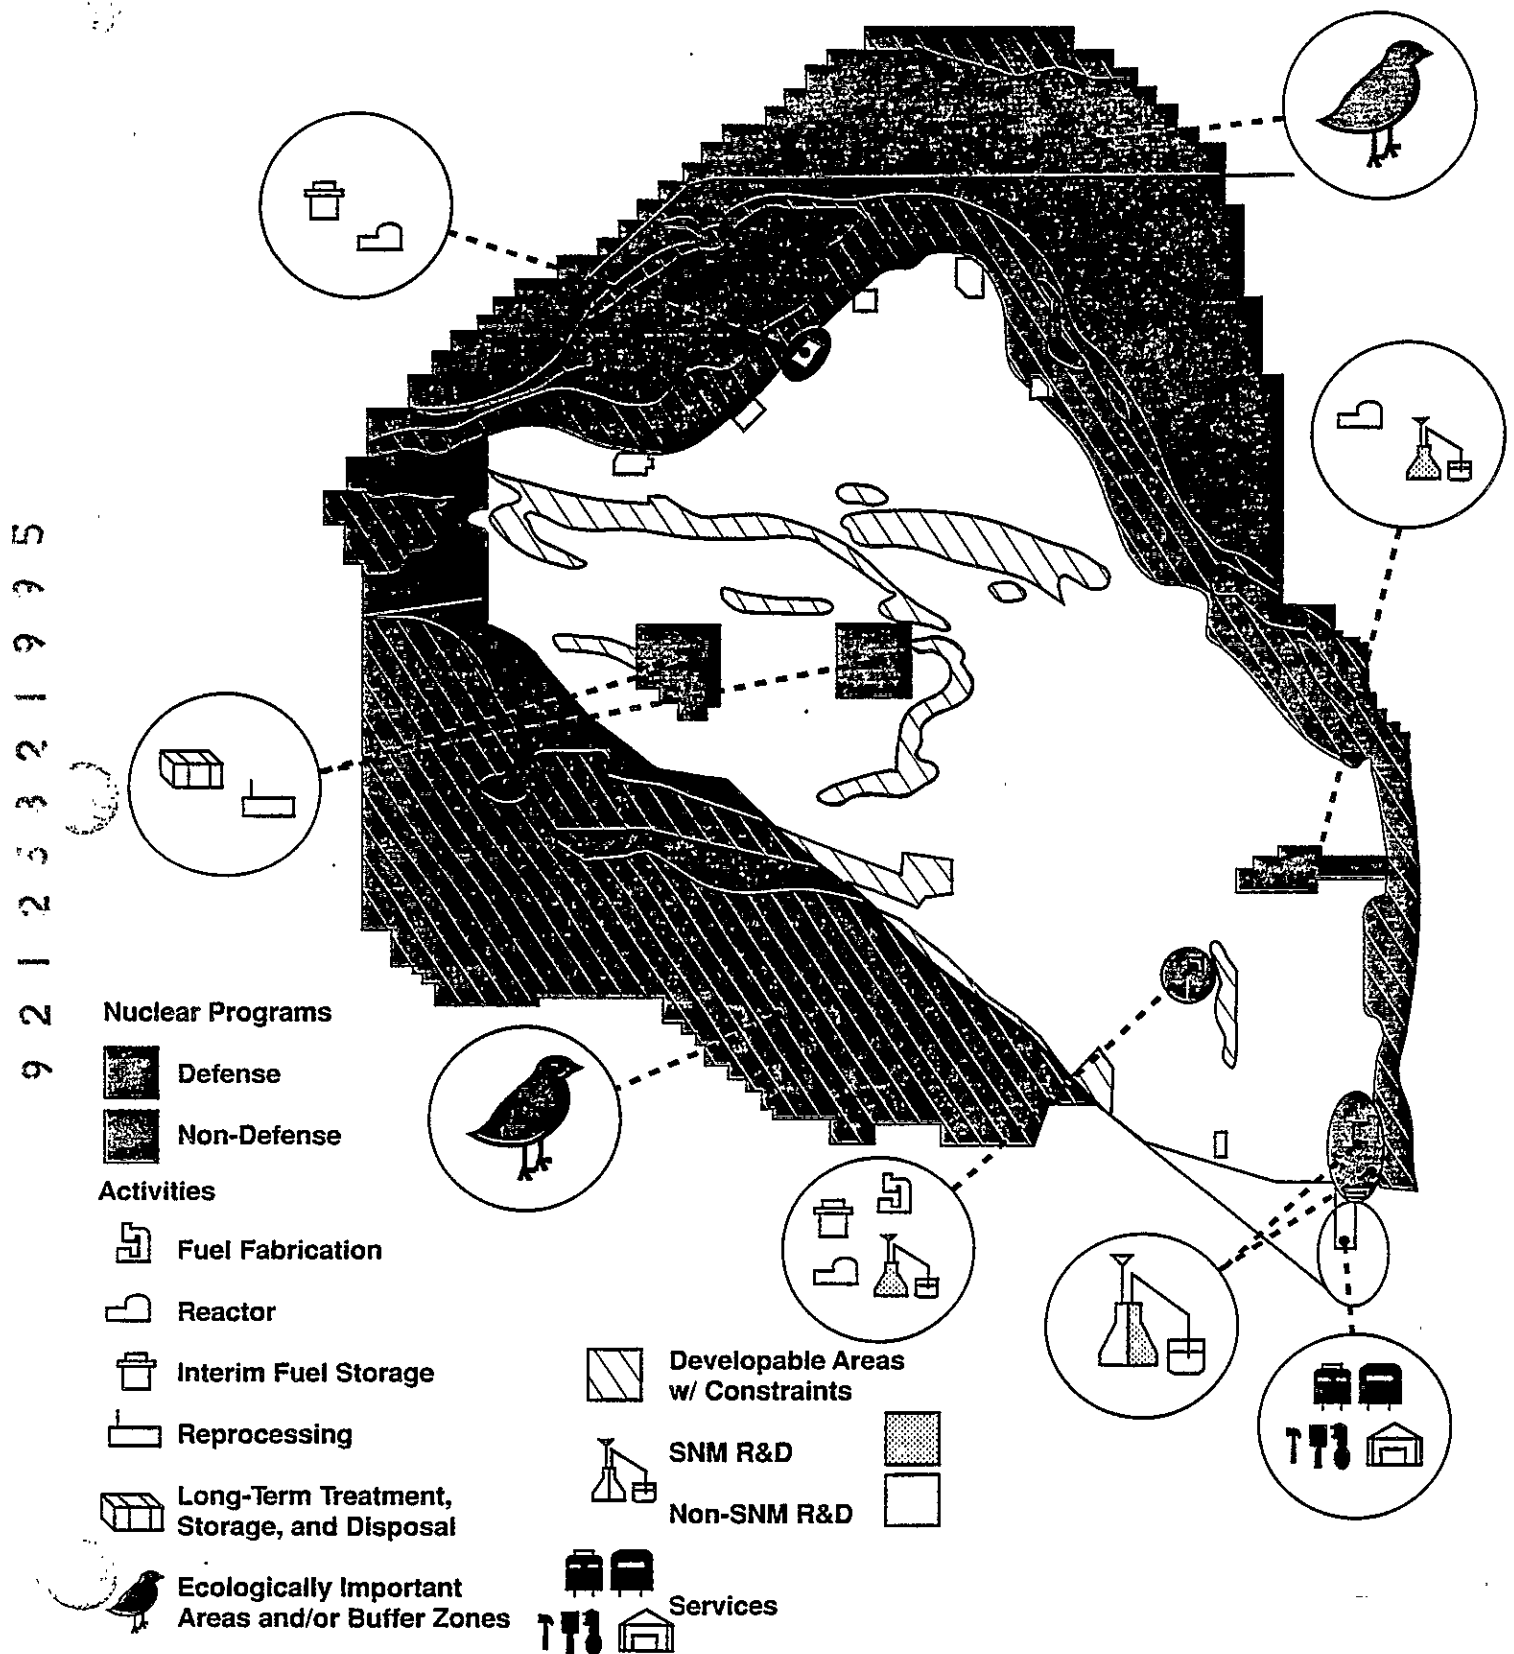 9 2 1 2 5 3 2 1 9 3 5
Nuclear Programs
Defense
Non-Defense
Activities
Fuel Fabrication
Reactor
Interim Fuel Storage
Reprocessing
Long-Term Treatment,
Storage, and Disposal
Ecologically Important
Areas and/or Buffer Zones
Developable Areas
w/ Constraints
SNM R&D
Non-SNM R&D
Services